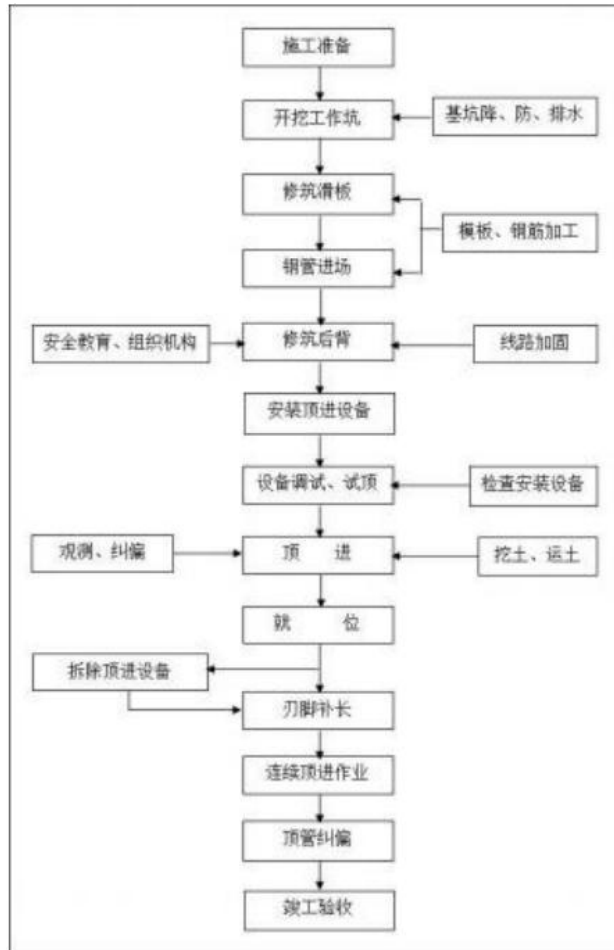 施工准备
开挖工作坑
基坑降、防、排水
修筑滑板
模板、钢筋加工
钢管进场
安全教育、组织机构
修筑后背
线路加固
安装顶进设备
设备调试、试顶
检查安装设备
观测、纠偏
顶 进
挖土、运土
就 位
拆除顶进设备
刃脚补长
连续顶进作业
顶管纠偏
竣工验收